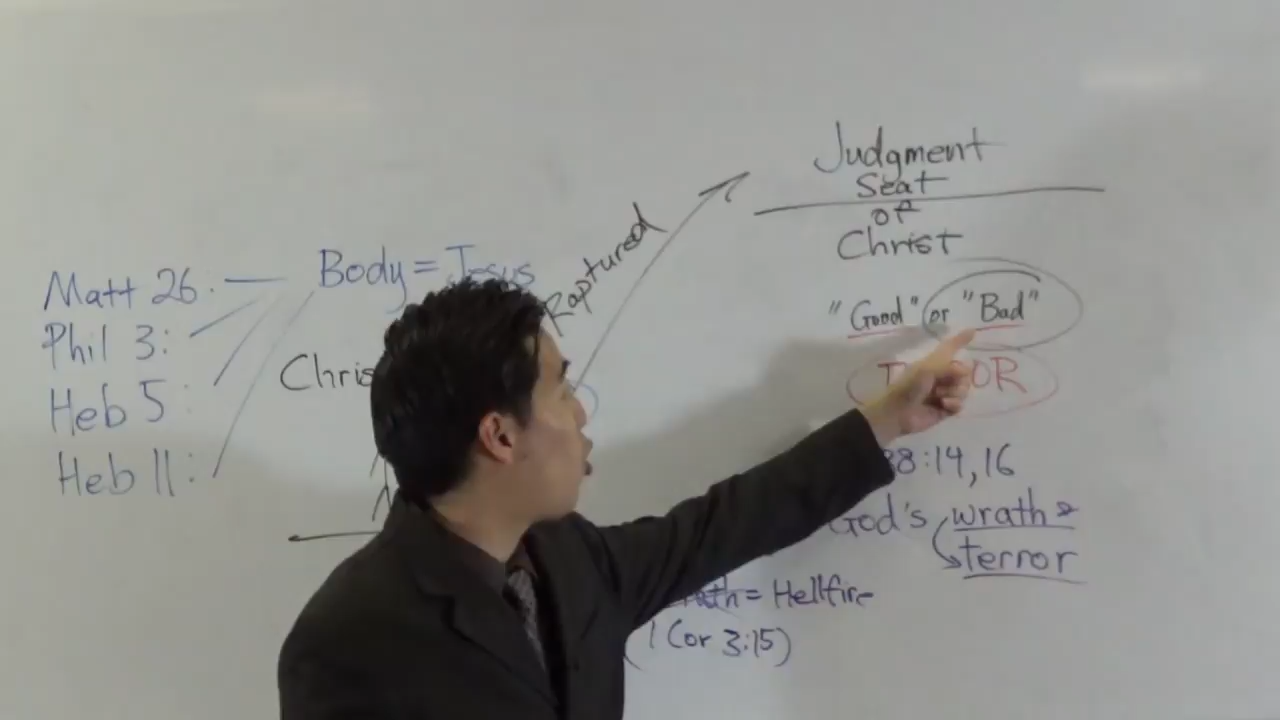 Matt 26.
Phil 3:
Heb 5:
Heb 11:
Body = Jesus
Raptured
Judgment
Seat
of
Christ
"Good" or "Bad"
88:14,16
God's wrath &
terror
= Hellfire
(1 Cor 3:15)